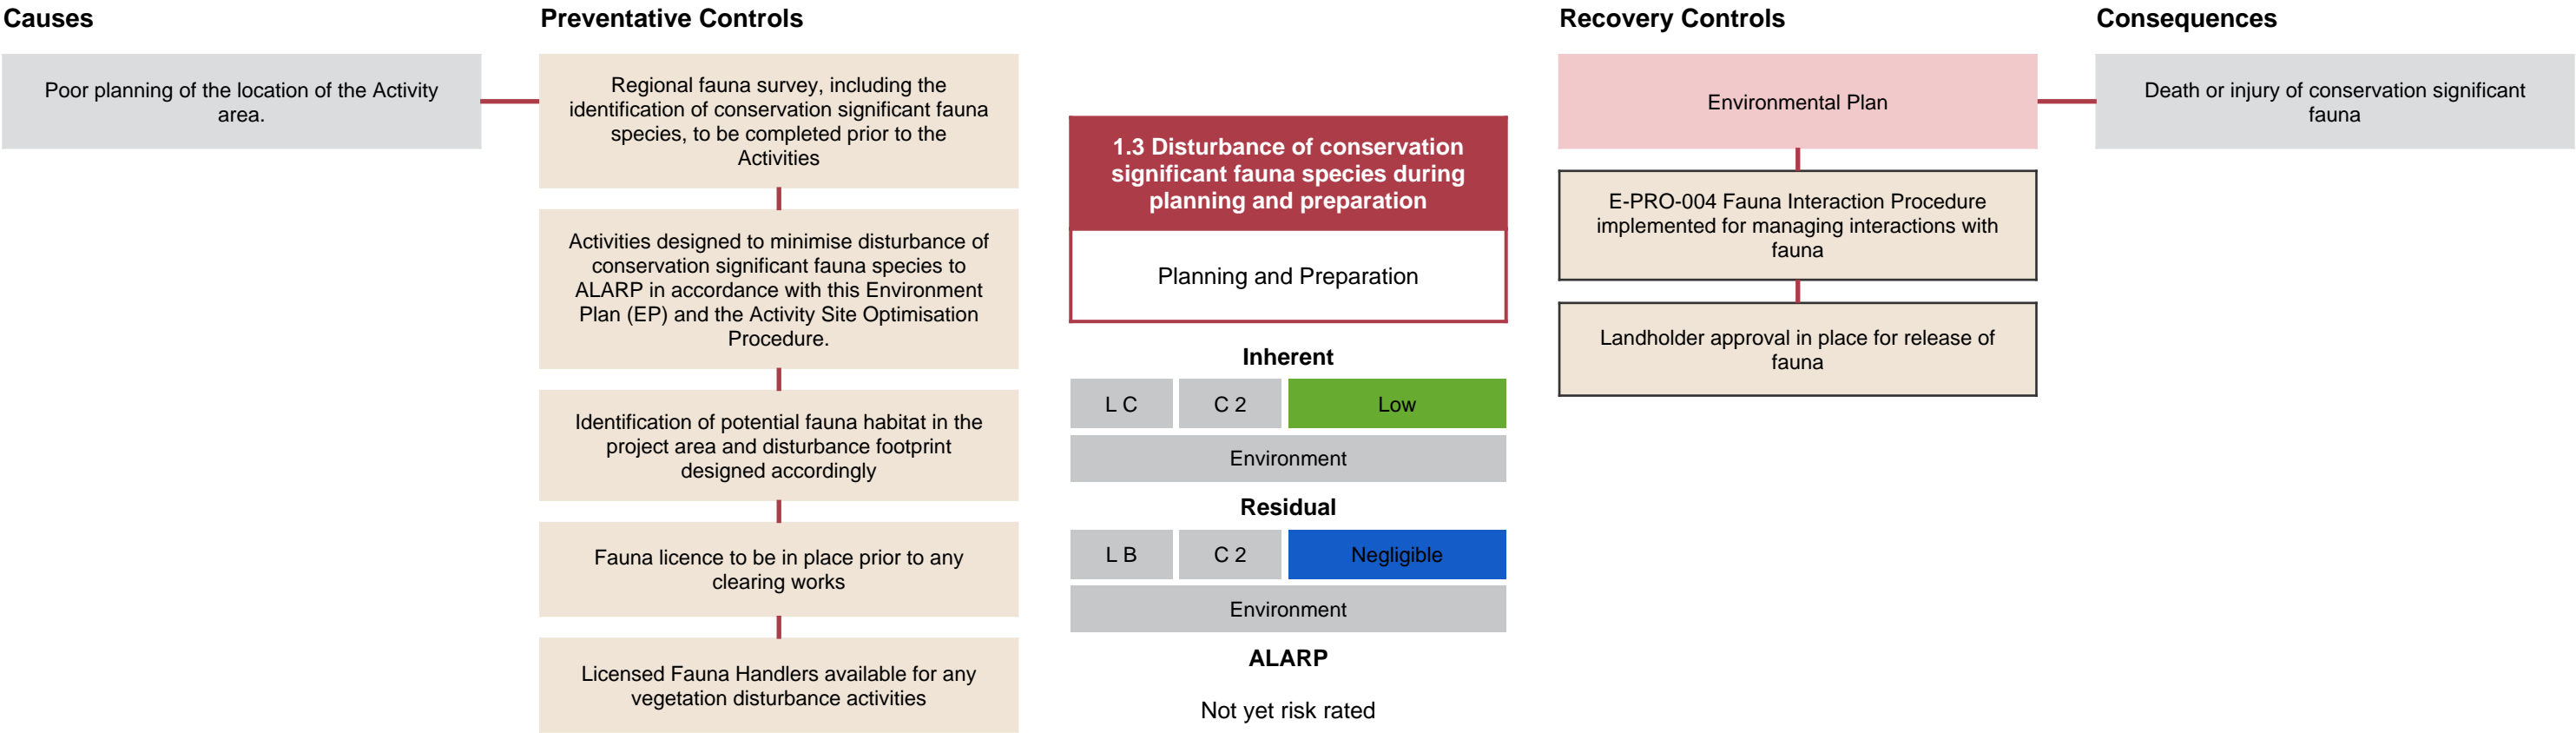 Causes
Poor planning of the location of the Activity
area.
Preventative Controls
Regional fauna survey, including the
identification of conservation significant fauna
species, to be completed prior to the
Activities
Activities designed to minimise disturbance of
conservation significant fauna species to
ALARP in accordance with this Environment
Plan (EP) and the Activity Site Optimisation
Procedure.
Identification of potential fauna habitat in the
project area and disturbance footprint
designed accordingly
Fauna licence to be in place prior to any
clearing works
Licensed Fauna Handlers available for any
vegetation disturbance activities
1.3 Disturbance of conservation
significant fauna species during
planning and preparation
Planning and Preparation
Inherent
L C
C 2
Low
Environment
Residual
L B
C 2
Negligible
Environment
ALARP
Not yet risk rated
Recovery Controls
Environmental Plan
E-PRO-004 Fauna Interaction Procedure
implemented for managing interactions with
fauna
Landholder approval in place for release of
fauna
Consequences
Death or injury of conservation significant
fauna